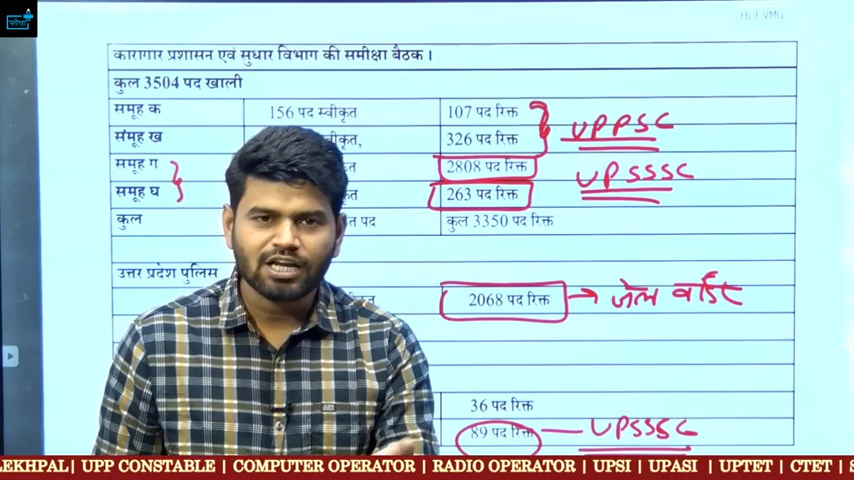 परीक्षा
कारागार प्रशासन एवं सुधार विभाग की समीक्षा बैठक ।
कुल 3504 पद खाली
समूह क 156 पद स्वीकृत 107 पद रिक्त
समूह ख स्वीकृत, 326 पद रिक्त UPPSC
समूह ग 2808 पद रिक्त UPSSSC
समूह घ 263 पद रिक्त
कुल पद कुल 3350 पद रिक्त
उत्तर प्रदेश पुलिस
2068 पद रिक्त जेल वार्डर
36 पद रिक्त
89 पद रिक्त UPSSSC
LEKHPAL| UPP CONSTABLE | COMPUTER OPERATOR | RADIO OPERATOR | UPSI | UPASI | UPTET | CTET | S